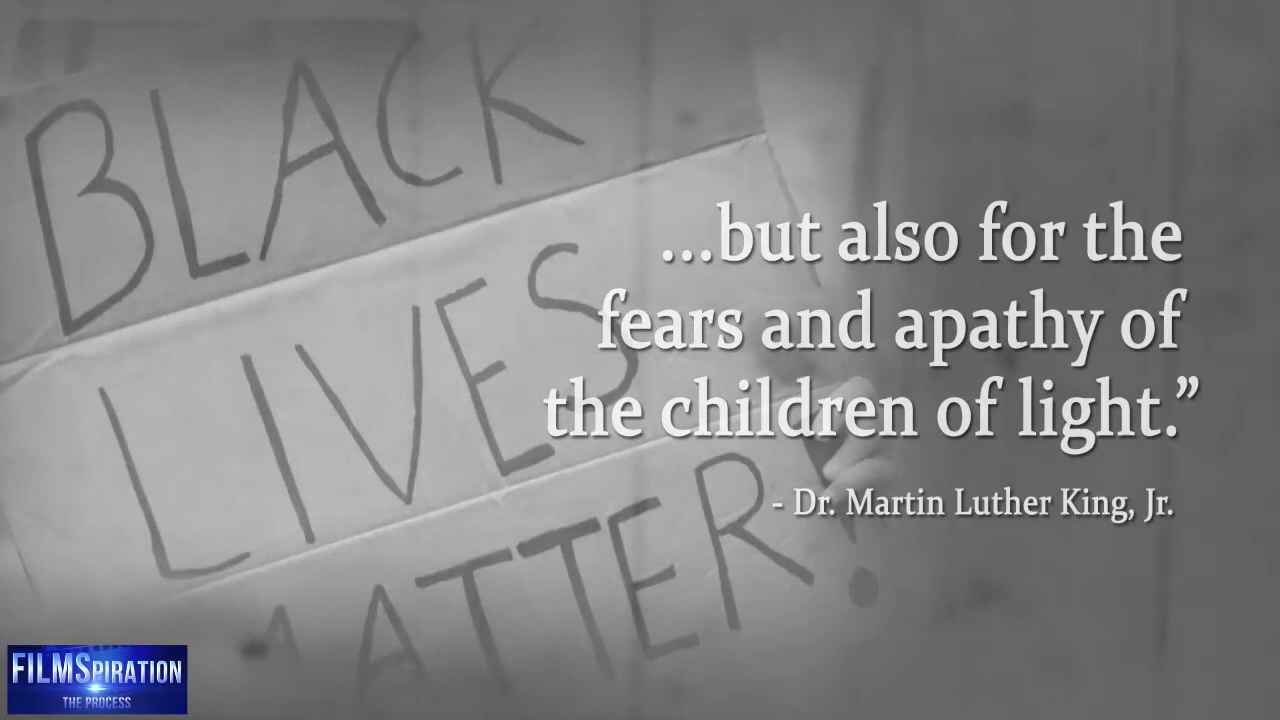 BLACK
LIVES
MATTER!
...but also for the
fears and apathy of
the children of light.”
- Dr. Martin Luther King, Jr.
FILMSPIRATION
THE PROCESS